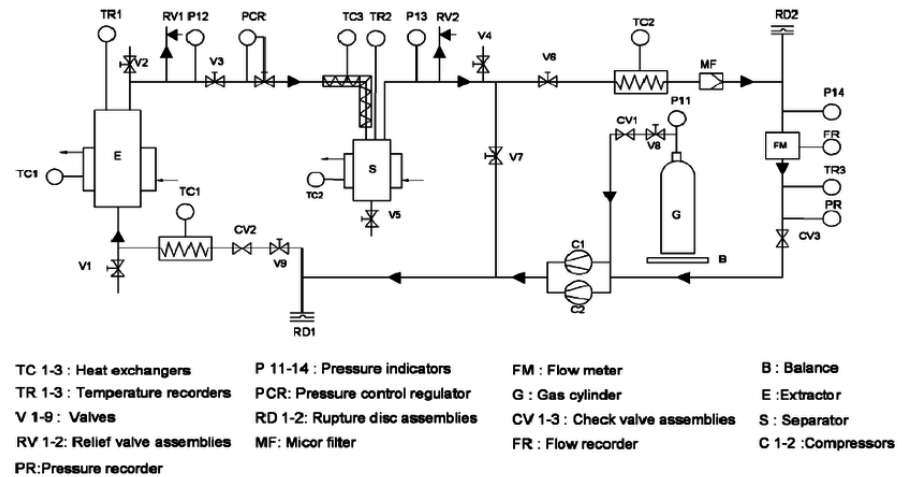 TR1
RV1
P12
PCR
TC3
TR2
P13
RV2
V4
RD2
V2
V3
V6
TC2
MF
P11
P14
CV1
V8
FR
FM
E
TC1
S
V7
TR3
TC2
G
PR
TC1
V5
CV2
C1
CV3
V1
V9
B
C2
RD1
TC 1-3 : Heat exchangers
P 11-14 : Pressure indicators
FM : Flow meter
B : Balance
TR 1-3 : Temperature recorders
PCR: Pressure control regulator
G : Gas cylinder
E :Extractor
V 1-9 : Valves
RD 1-2: Rupture disc assemblies
CV 1-3 : Check valve assemblies
S : Separator
RV 1-2: Relief valve assemblies
MF: Micor filter
FR : Flow recorder
C 1-2 :Compressors
PR:Pressure recorder